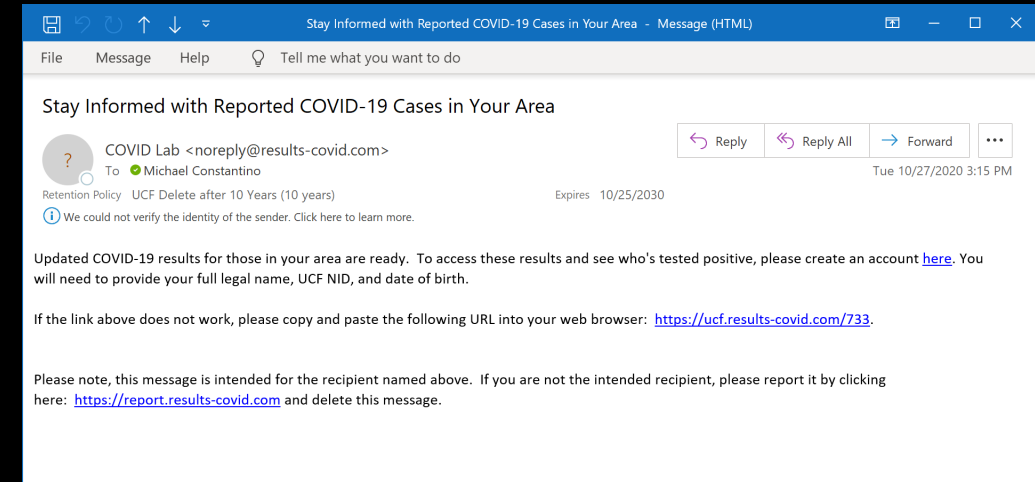 Stay Informed with Reported COVID-19 Cases in Your Area - Message (HTML)
File Message Help Tell me what you want to do
Stay Informed with Reported COVID-19 Cases in Your Area
? COVID Lab <noreply@results-covid.com>
Reply Reply All Forward
To Michael Constantino
Tue 10/27/2020 3:15 PM
Retention Policy UCF Delete after 10 Years (10 years) Expires 10/25/2030
We could not verify the identity of the sender. Click here to learn more.
Updated COVID-19 results for those in your area are ready. To access these results and see who's tested positive, please create an account here. You
will need to provide your full legal name, UCF NID, and date of birth.
If the link above does not work, please copy and paste the following URL into your web browser: https://ucf.results-covid.com/733.
Please note, this message is intended for the recipient named above. If you are not the intended recipient, please report it by clicking
here: https://report.results-covid.com and delete this message.